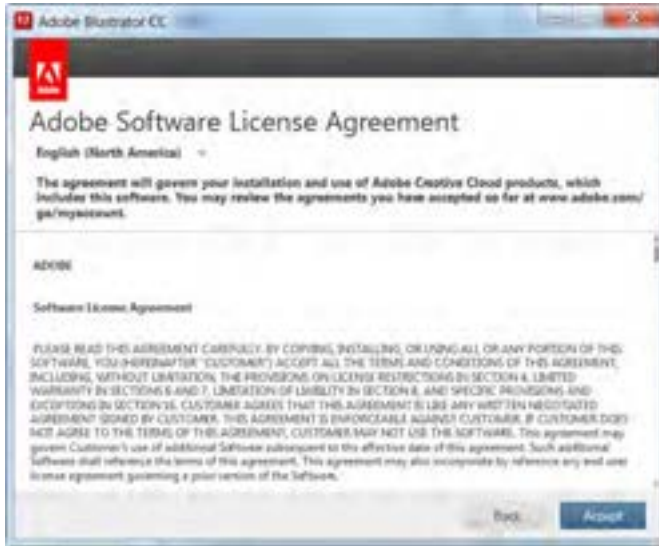 Adobe Illustrator CC
Adobe
Adobe Software License Agreement
English (North America)
The agreement will govern your installation and use of Adobe Creative Cloud products, which
includes this software. You may review the agreements you have accepted so far at www.adobe.com/
go/myaccount.
ADOBE
Software License Agreement
PLEASE READ THIS AGREEMENT CAREFULLY. BY COPYING, INSTALLING, OR USING ALL OR ANY PORTION OF THE
SOFTWARE, YOU (HEREINAFTER "CUSTOMER") ACCEPT ALL THE TERMS AND CONDITIONS OF THIS AGREEMENT,
INCLUDING, WITHOUT LIMITATION, THE PROVISIONS ON LICENSE RESTRICTIONS IN SECTION 4, LIMITED
WARRANTY IN SECTIONS 6 AND 7, LIMITATION OF LIABILITY IN SECTION 8, AND SPECIFIC PROVISIONS AND
EXCEPTIONS IN SECTION 16. CUSTOMER AGREES THAT THIS AGREEMENT IS LIKE ANY WRITTEN NEGOTIATED
AGREEMENT SIGNED BY CUSTOMER. THIS AGREEMENT IS ENFORCEABLE AGAINST CUSTOMER. IF CUSTOMER DOES
NOT AGREE TO THE TERMS OF THIS AGREEMENT, CUSTOMER MAY NOT USE THE SOFTWARE. This agreement may
govern Customer's use of additional Software subsequent to the effective date of this agreement. Such additional
Software shall reference the terms of this agreement. This agreement may also incorporate by reference any end user
license agreement governing a prior version of the Software.
Back
Accept